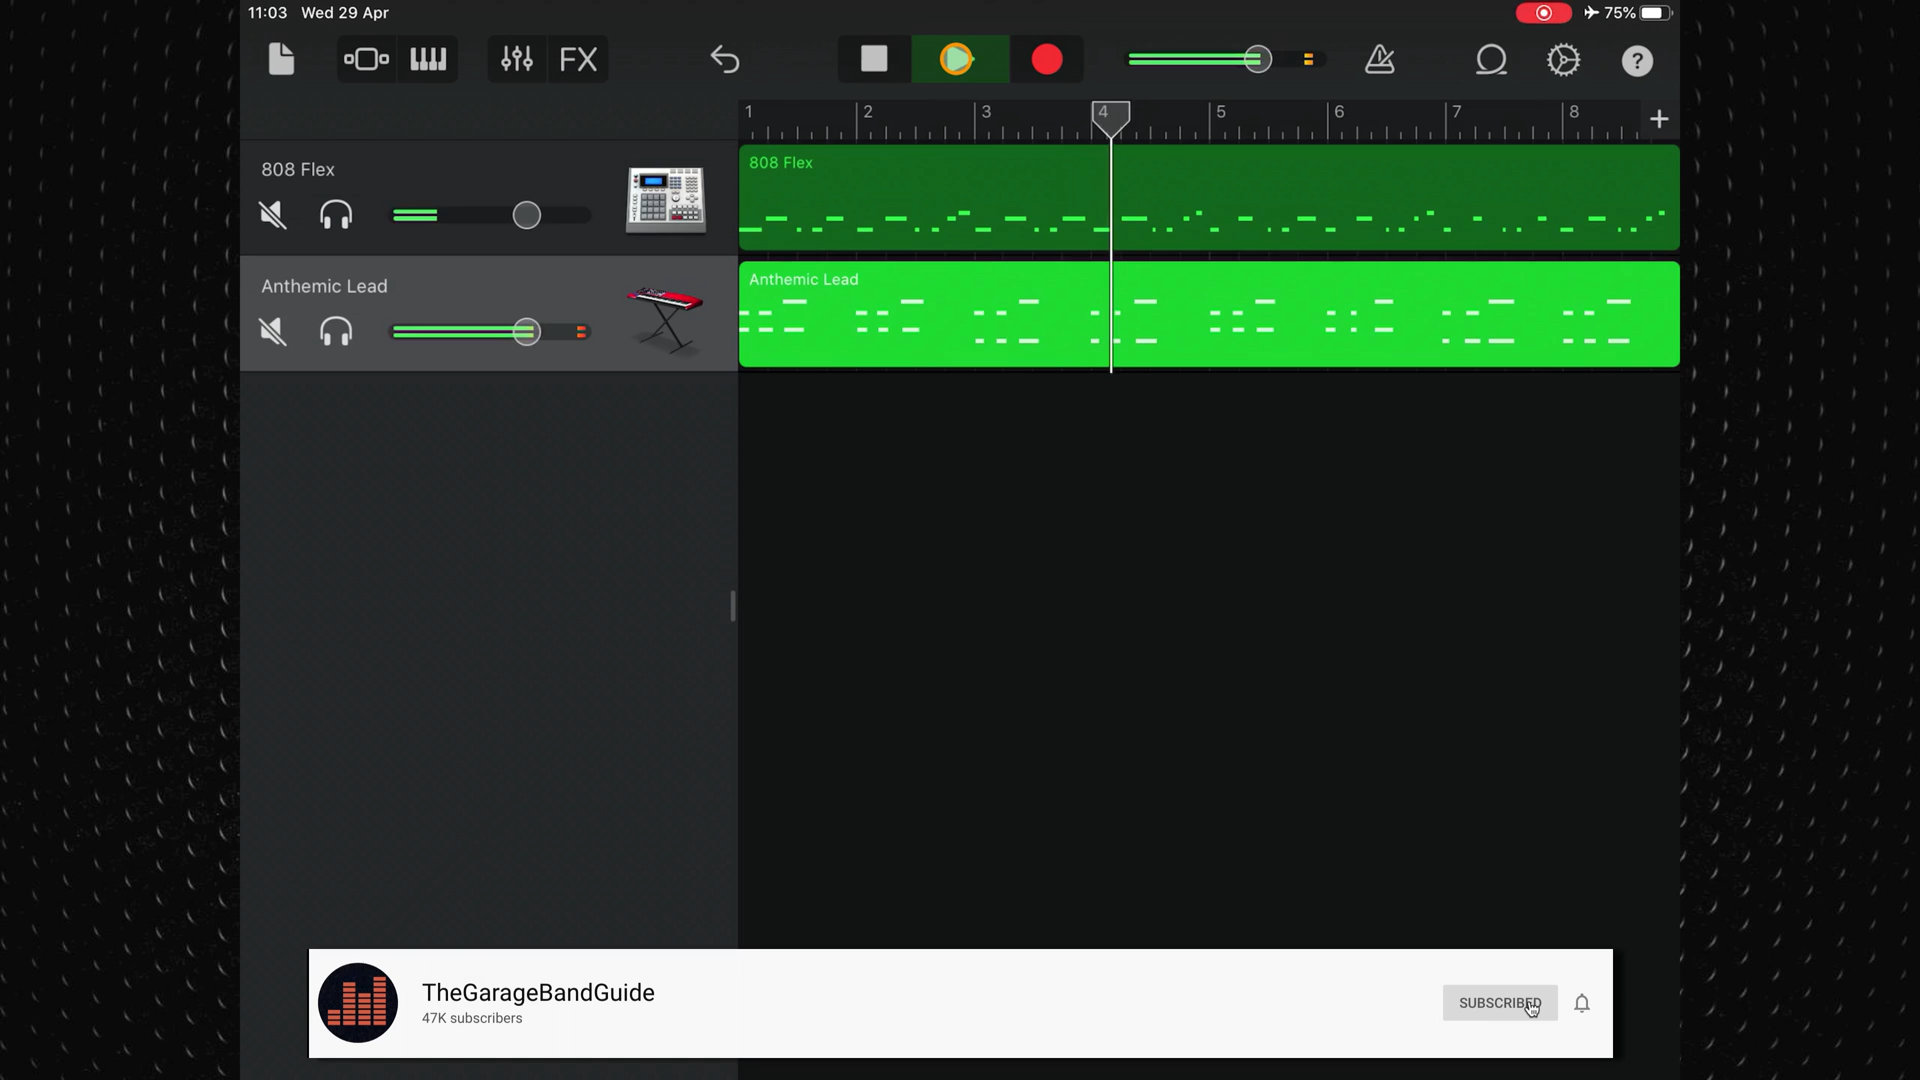 11:03 Wed 29 Apr
75%
FX
?
1 2 3 4 5 6 7 8 +
808 Flex
808 Flex
Anthemic Lead
Anthemic Lead
TheGarageBandGuide
47K subscribers
SUBSCRIBED